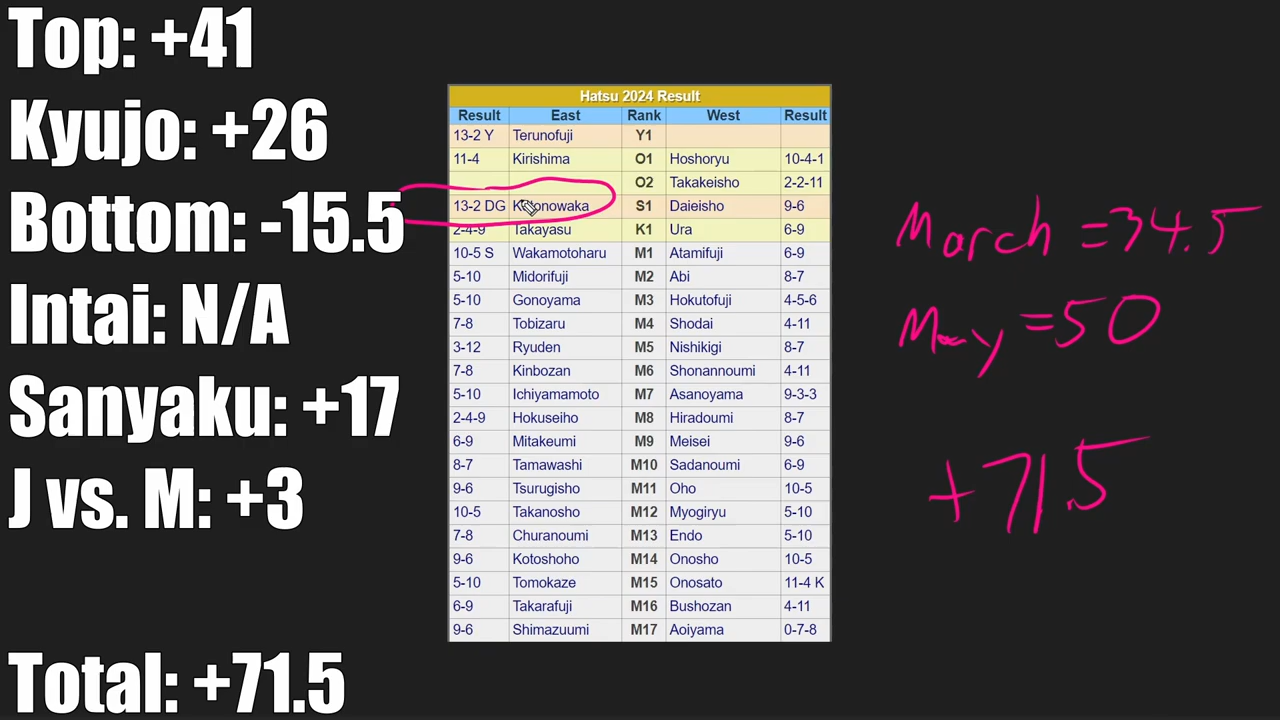 Top: +41
Kyujo: +26
Bottom: -15.5
Intai: N/A
Sanyaku: +17
J vs. M: +3
Total: +71.5
Hatsu 2024 Result
Result East Rank West Result
13-2 Y Terunofuji Y1
11-4 Kirishima O1 Hoshoryu 10-4-1
O2 Takakeisho 2-2-11
13-2 DG S1 Daieisho 9-6
2-4-9 Takayasu K1 Ura 6-9
10-5 S Wakamotoharu M1 Atamifuji 6-9
5-10 Midorifuji M2 Abi 8-7
5-10 Gonoyama M3 Hokutofuji 4-5-6
7-8 Tobizaru M4 Shodai 4-11
3-12 Ryuden M5 Nishikigi 8-7
7-8 Kinbozan M6 Shonannoumi 4-11
5-10 Ichiyamamoto M7 Asanoyama 9-3-3
2-4-9 Hokuseiho M8 Hiradoumi 8-7
6-9 Mitakeumi M9 Meisei 9-6
8-7 Tamawashi M10 Sadanoumi 6-9
9-6 Tsurugisho M11 Oho 10-5
10-5 Takanosho M12 Myogiryu 5-10
7-8 Churanoumi M13 Endo 5-10
9-6 Kotoshoho M14 Onosho 10-5
5-10 Tomokaze M15 Onosato 11-4 K
6-9 Takarafuji M16 Bushozan 4-11
9-6 Shimazuumi M17 Aoiyama 0-7-8
March = 34.5
May = 50
+71.5